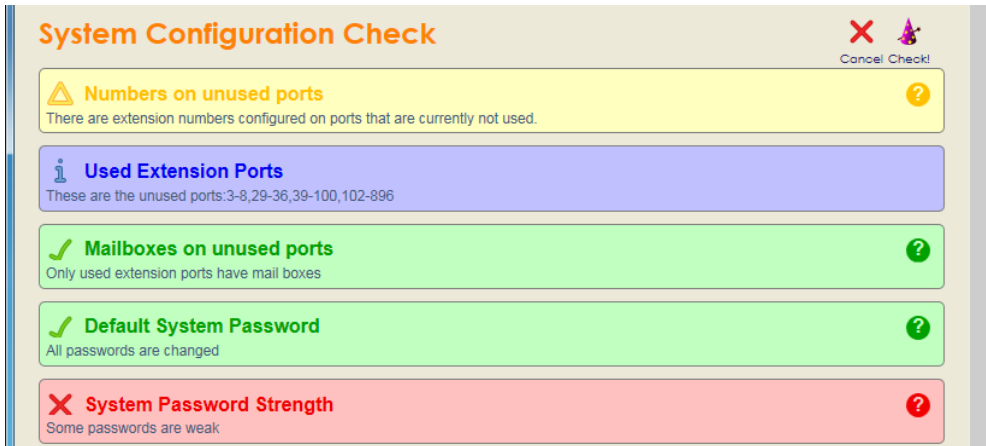 System Configuration Check
Cancel Check!
Numbers on unused ports
?
There are extension numbers configured on ports that are currently not used.
Used Extension Ports
These are the unused ports:3-8,29-36,39-100,102-896
Mailboxes on unused ports
?
Only used extension ports have mail boxes
Default System Password
?
All passwords are changed
System Password Strength
?
Some passwords are weak